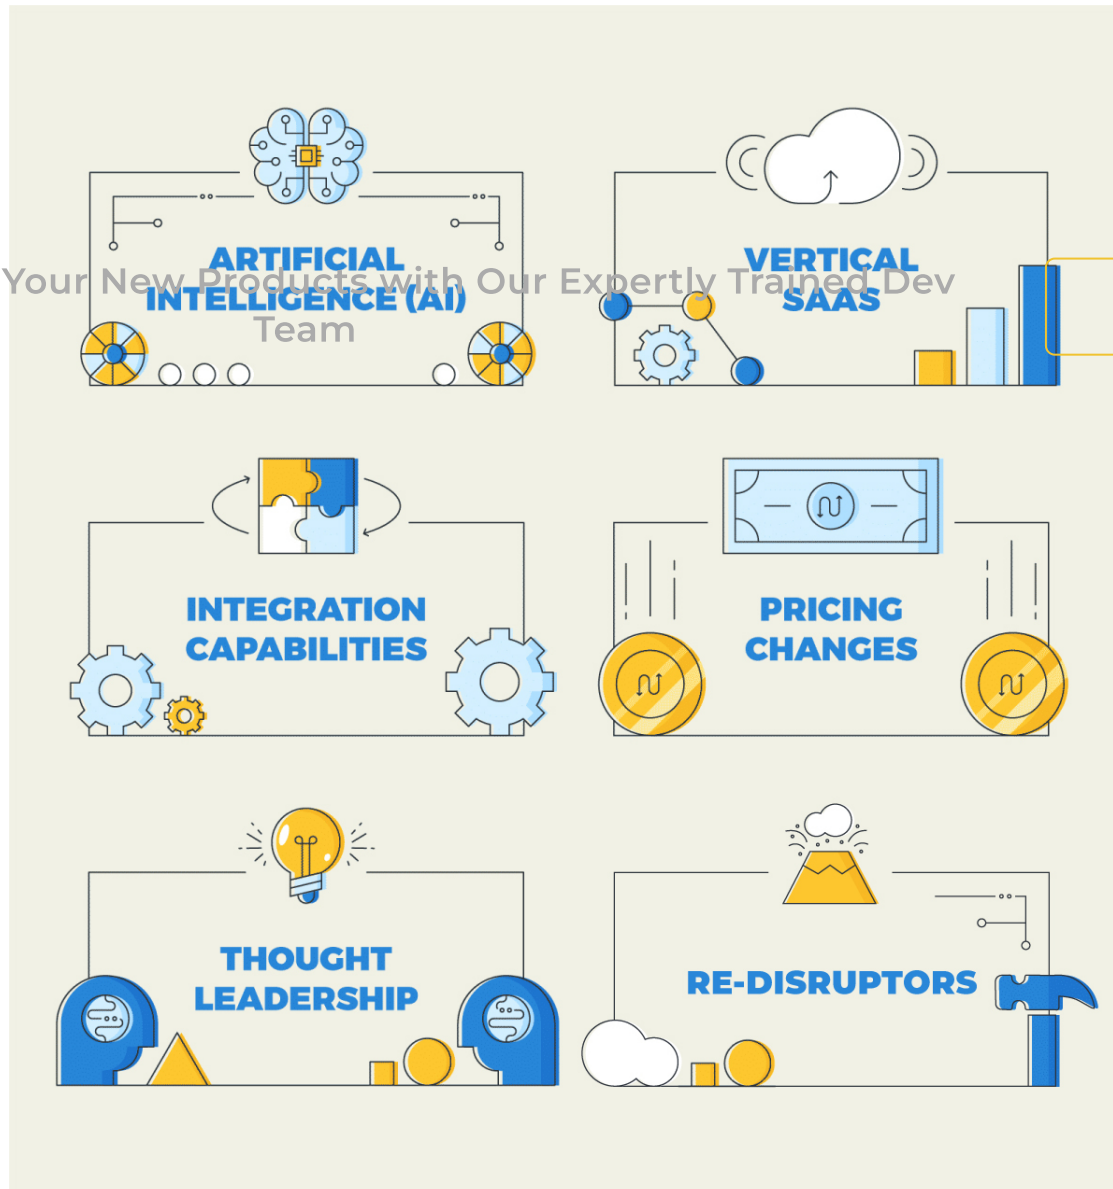 ARTIFICIAL
INTELLIGENCE (AI)
VERTICAL
SAAS
Your New Products with Our Expertly Trained Dev
Team
INTEGRATION
CAPABILITIES
PRICING
CHANGES
THOUGHT
LEADERSHIP
RE-DISRUPTORS